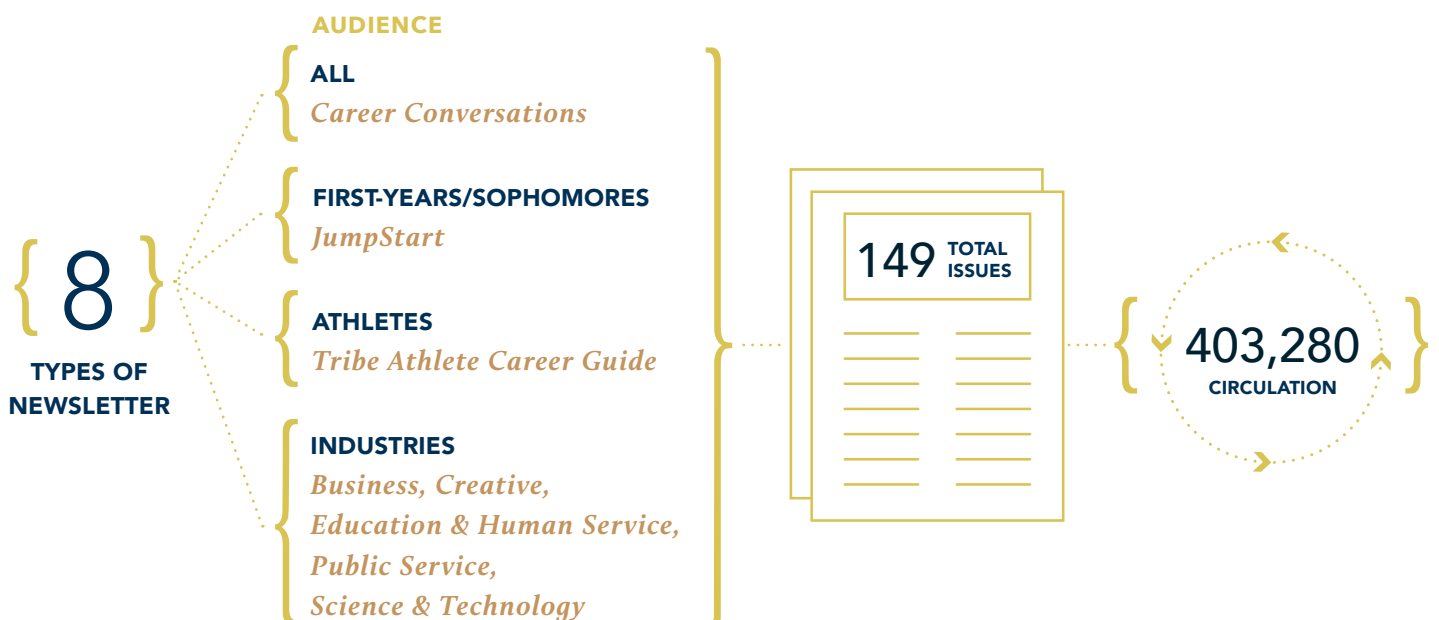 8
TYPES OF
NEWSLETTER
AUDIENCE
ALL
Career Conversations
FIRST-YEARS/SOPHOMORES
JumpStart
ATHLETES
Tribe Athlete Career Guide
INDUSTRIES
Business, Creative,
Education & Human Service,
Public Service,
Science & Technology
149 TOTAL
ISSUES
403,280
CIRCULATION